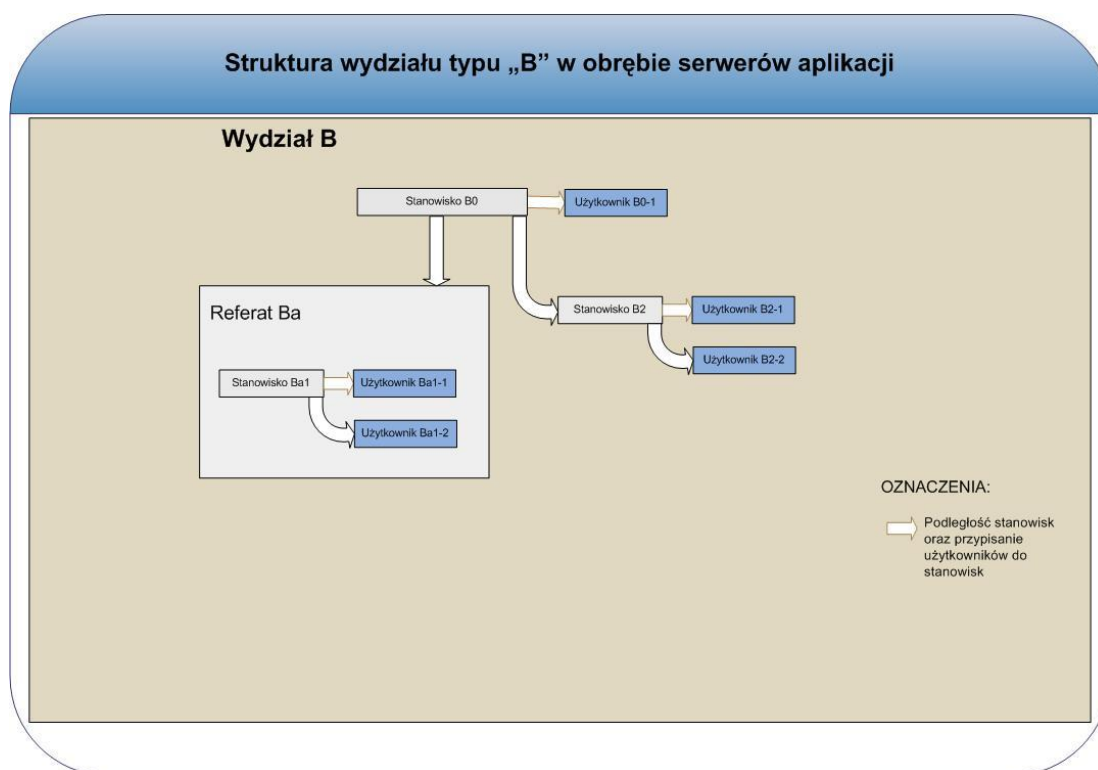 Struktura wydziału typu „B” w obrębie serwerów aplikacji
Wydział B
Stanowisko B0
Użytkownik B0-1
Referat Ba
Stanowisko B2
Użytkownik B2-1
Użytkownik B2-2
Stanowisko Ba1
Użytkownik Ba1-1
Użytkownik Ba1-2
OZNACZENIA:
Podległość stanowisk
oraz przypisanie
użytkowników do
stanowisk